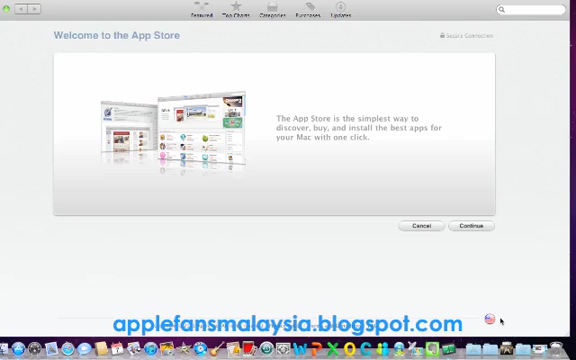 Featured Top Charts Categories Purchases Updates
Welcome to the App Store
Secure Connection
The App Store is the simplest way to
discover, buy, and install the best apps for
your Mac with one click.
Cancel Continue
applefansmalaysia.blogspot.com